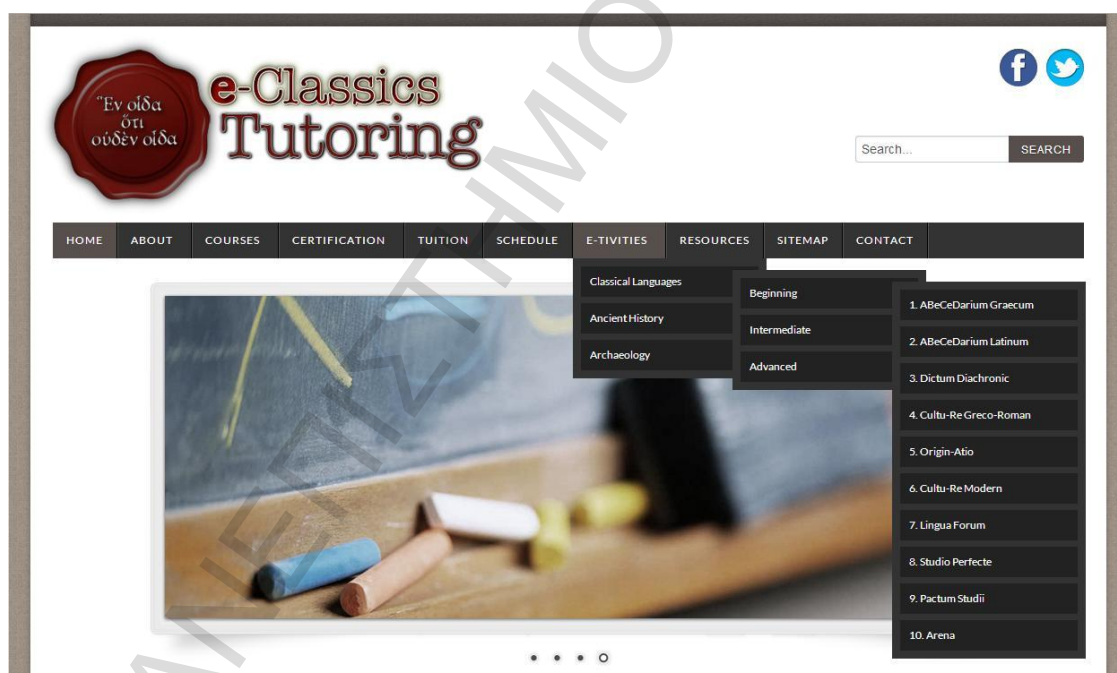 Ἓν οἶδα
ὅτι
οὐδὲν οἶδα
e-Classics
Tutoring
Search...
SEARCH
HOME ABOUT COURSES CERTIFICATION TUITION SCHEDULE E-TIVITIES RESOURCES SITEMAP CONTACT
Classical Languages
Ancient History
Archaeology
Beginning
Intermediate
Advanced
1. ABeCeDarium Graecum
2. ABeCeDarium Latinum
3. Dictum Diachronic
4. Cultu-Re Greco-Roman
5. Origin-Atio
6. Cultu-Re Modern
7. Lingua Forum
8. Studio Perfecte
9. Pactum Studii
10. Arena